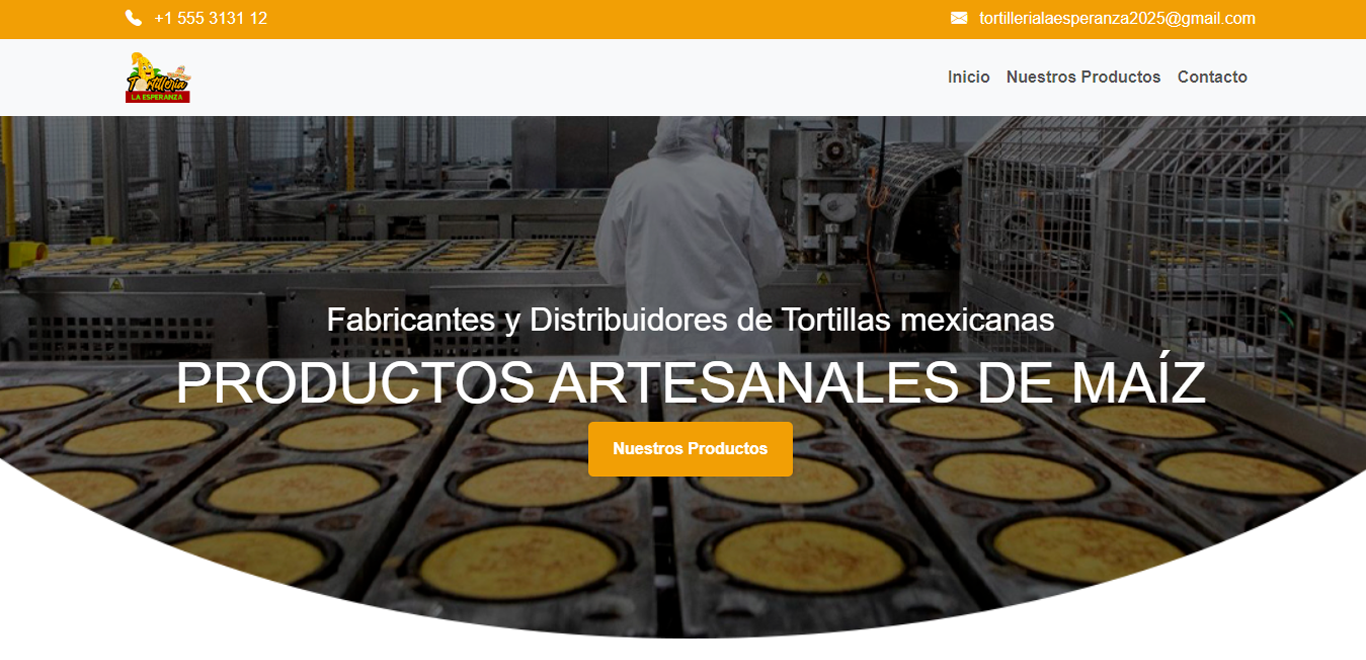 +1 555 3131 12
tortillerialaesperanza2025@gmail.com
Tortillería
LA ESPERANZA
Inicio Nuestros Productos Contacto
Fabricantes y Distribuidores de Tortillas mexicanas
PRODUCTOS ARTESANALES DE MAÍZ
Nuestros Productos